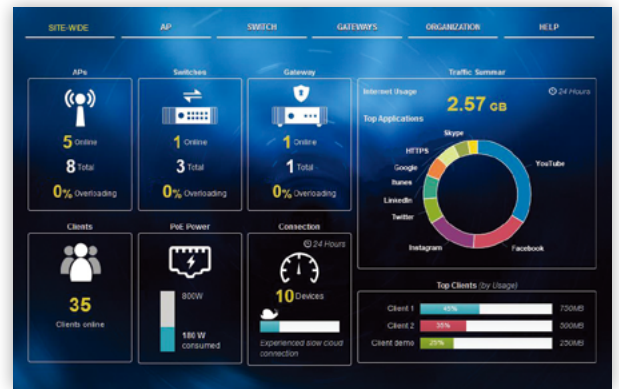 SITE-WIDE
AP
SWITCH
GATEWAYS
ORGANIZATION
HELP
APs
5 Online
8 Total
0% Overloading
Switches
1 Online
3 Total
0% Overloading
Gateway
1 Online
1 Total
0% Overloading
Traffic Summar
Internet Usage
2.57 GB
24 Hours
Top Applications
Skype
HTTPS
Google
Itunes
LinkedIn
Twitter
Instagram
Facebook
YouTube
Clients
35
Clients online
PoE Power
800W
180 W
consumed
Connection
24 Hours
10 Devices
Experienced slow cloud
connection
Top Clients (by Usage)
Client 1 45% 750MB
Client 2 35% 500MB
Client demo 25% 250MB